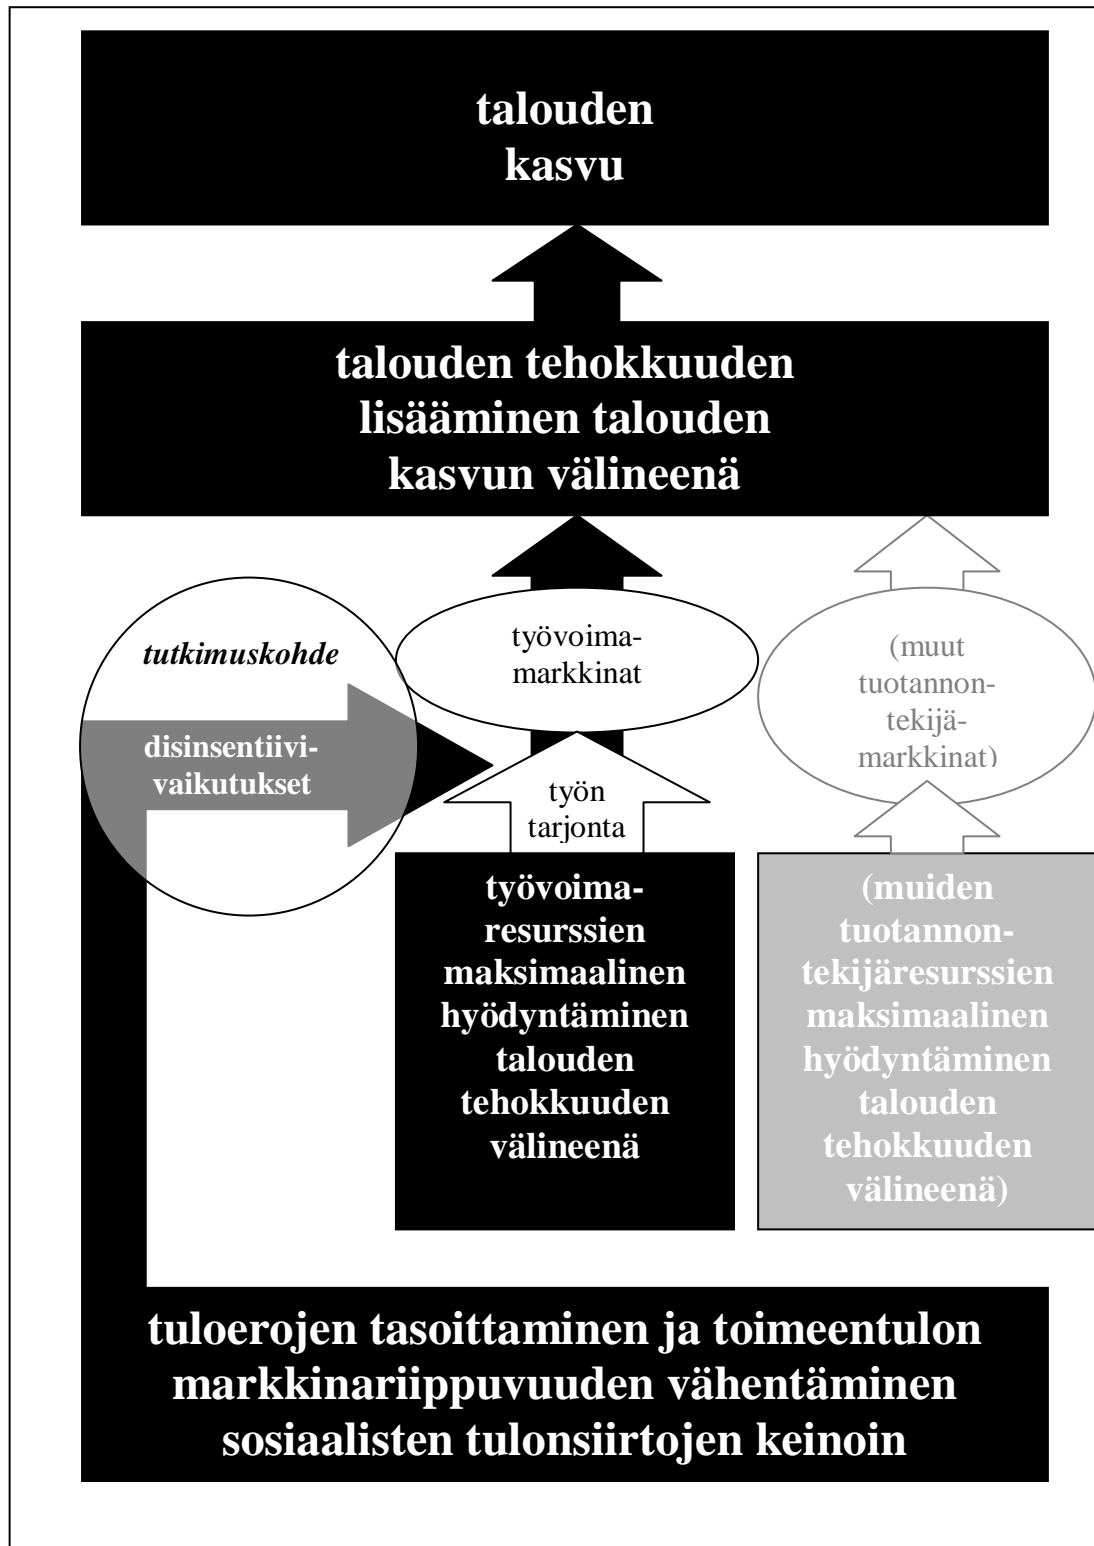 talouden
kasvu
talouden tehokkuuden
lisääminen talouden
kasvun välineenä
tutkimuskohde
disinsentiivi-
vaikutukset
työvoima-
markkinat
(muut
tuotannon-
tekijä-
markkinat)
työn
tarjonta
työvoima-
resurssien
maksimaalinen
hyödyntäminen
talouden
tehokkuuden
välineenä
(muiden
tuotannon-
tekijäresurssien
maksimaalinen
hyödyntäminen
talouden
tehokkuuden
välineenä)
tuloerojen tasoittaminen ja toimeentulon
markkinariippuvuuden vähentäminen
sosiaalisten tulonsiirtojen keinoin